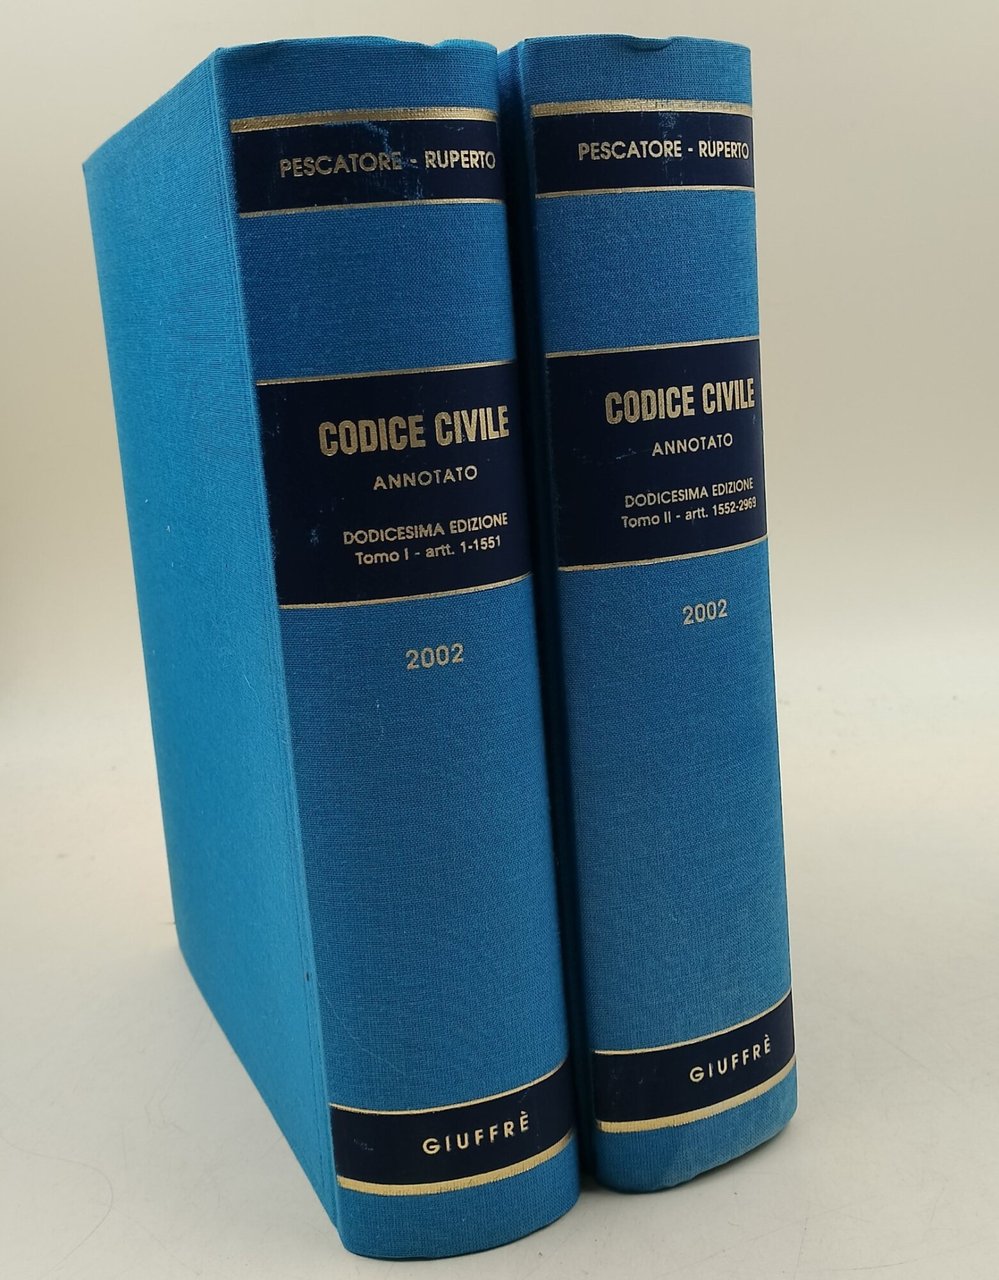 PESCATORE - RUPERTO
CODICE CIVILE
ANNOTATO
DODICESIMA EDIZIONE
Tomo I - artt. 1-1551
2002
GIUFFRÈ
PESCATORE - RUPERTO
CODICE CIVILE
ANNOTATO
DODICESIMA EDIZIONE
Tomo II - artt. 1552-2969
2002
GIUFFRÈ